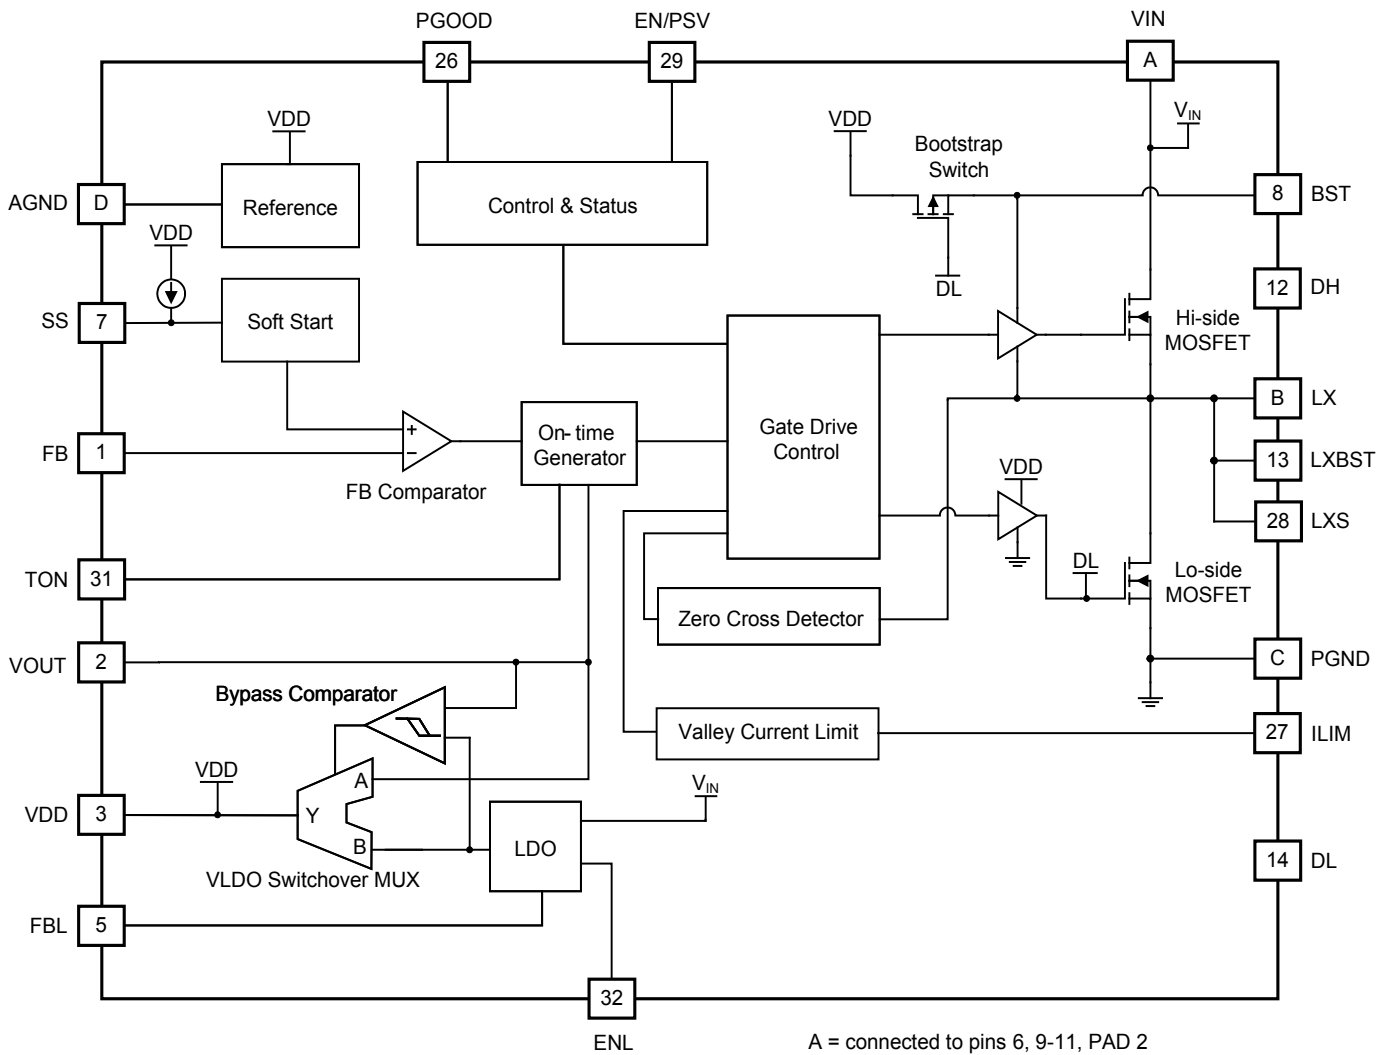 PGOOD
EN/PSV
VIN
26
29
A
VDD
VDD
Bootstrap
Switch
VIN
AGND
D
Reference
Control & Status
8
BST
VDD
DL
12
DH
SS
7
Soft Start
Hi-side
MOSFET
B
LX
FB
1
+
−
FB Comparator
On-time
Generator
Gate Drive
Control
13
LXBST
VDD
28
LXS
TON
31
DL
Lo-side
MOSFET
Zero Cross Detector
VOUT
2
C
PGND
Bypass Comparator
Valley Current Limit
27
ILIM
VDD
A
VIN
VDD
3
Y
B
LDO
14
DL
VLDO Switchover MUX
FBL
5
32
ENL
A = connected to pins 6, 9-11, PAD 2